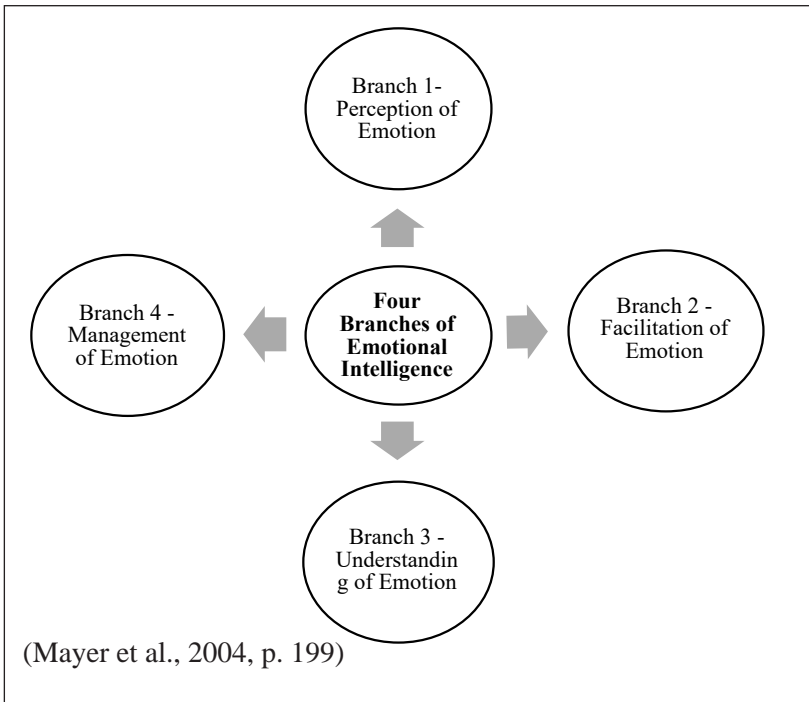 Branch 1-
Perception of
Emotion
Branch 4 -
Management
of Emotion
Four
Branches of
Emotional
Intelligence
Branch 2 -
Facilitation of
Emotion
Branch 3 -
Understandin
g of Emotion
(Mayer et al., 2004, p. 199)